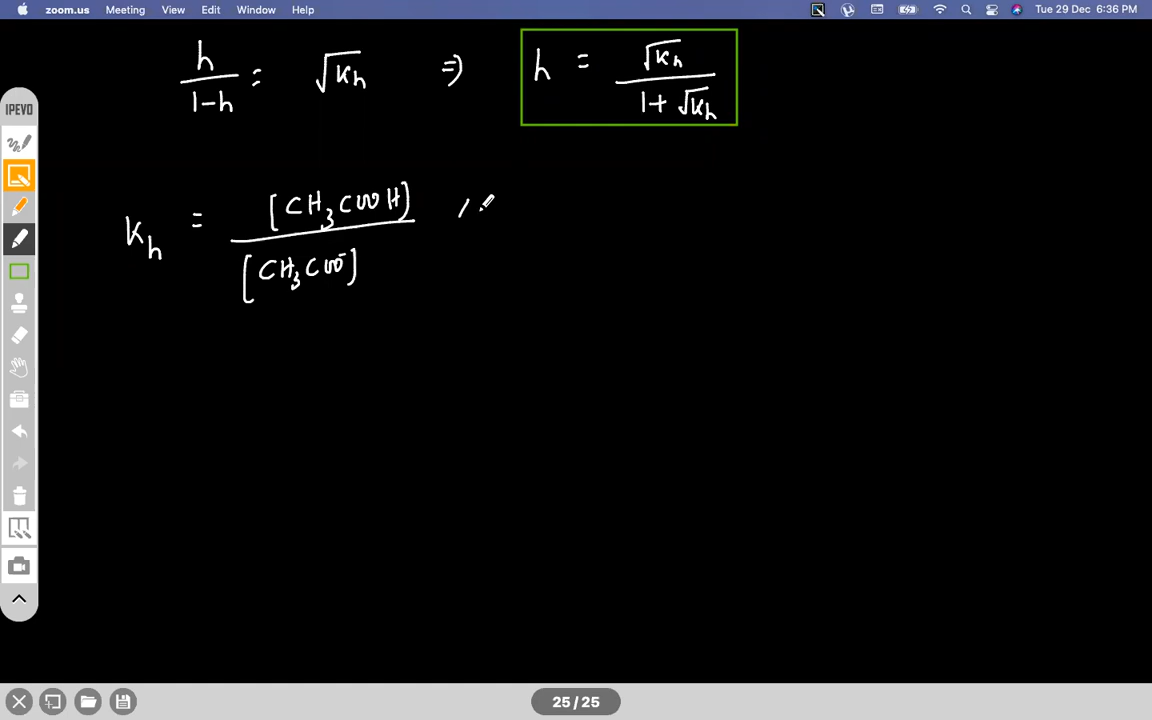 zoom.us Meeting View Edit Window Help Tue 29 Dec 6:36 PM
IPEVO
h/(1-h) = √Kh ⇒ h = √Kh/(1+√Kh)
Kh = [CH3COOH]/[CH3COO-]
25/25